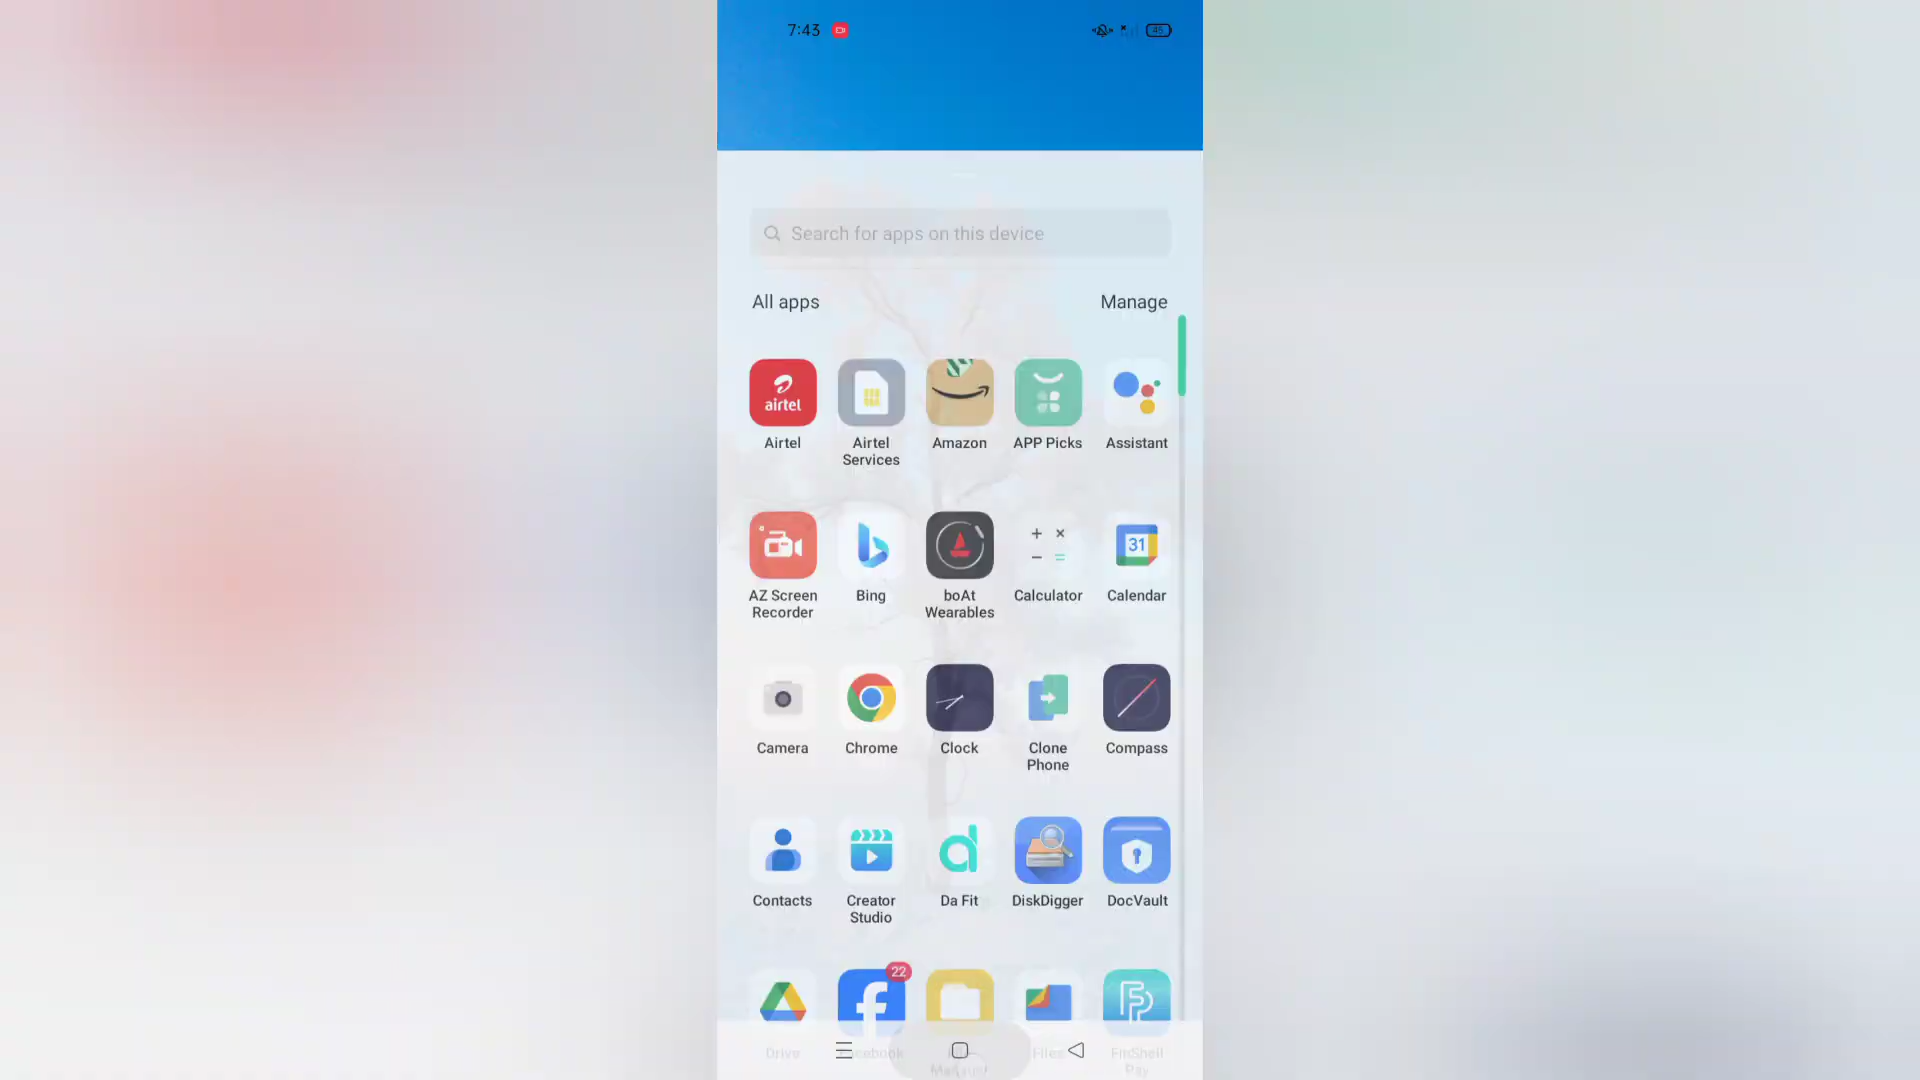 7:43
45
Search for apps on this device
All apps
Manage
airtel
Airtel
Airtel Services
Amazon
APP Picks
Assistant
31
AZ Screen Recorder
Bing
boAt Wearables
Calculator
Calendar
Camera
Chrome
Clock
Clone Phone
Compass
Contacts
Creator Studio
Da Fit
DiskDigger
DocVault
22
Drive
Facebook
Files
FinShell Pay